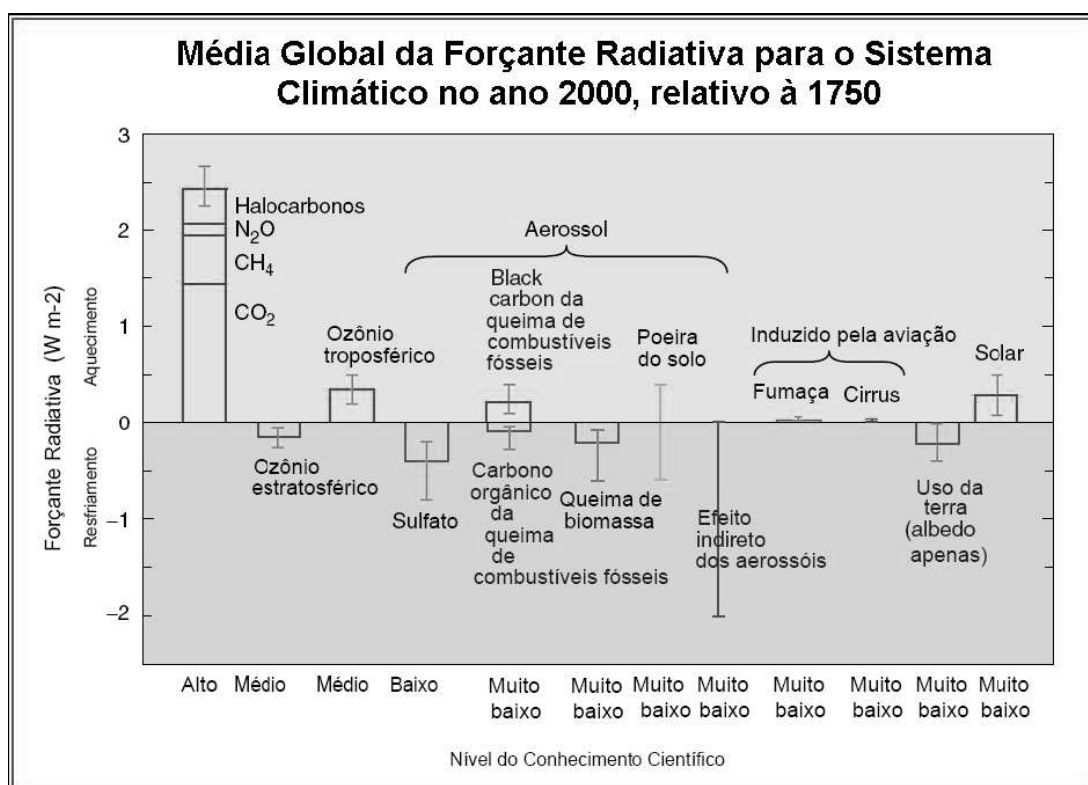 Média Global da Forçante Radiativa para o Sistema
Climático no ano 2000, relativo à 1750
Forçante Radiativa (W m-2)
Resfriamento
Aquecimento
3
2
1
0
−1
−2
Halocarbonos
N₂O
CH₄
CO₂
Ozônio
estratosférico
Ozônio
troposférico
Aerossol
Sulfato
Black
carbon da
queima de
combustíveis
fósseis
Carbono
orgânico
da
queima
de
combustíveis fósseis
Queima de
biomassa
Poeira
do solo
Efeito
indireto
dos aerossóis
Induzido pela aviação
Fumaça
Cirrus
Uso da
terra
(albedo
apenas)
Solar
Alto
Médio
Médio
Baixo
Muito
baixo
Muito
baixo
Muito
baixo
Muito
baixo
Muito
baixo
Muito
baixo
Muito
baixo
Muito
baixo
Nível do Conhecimento Científico